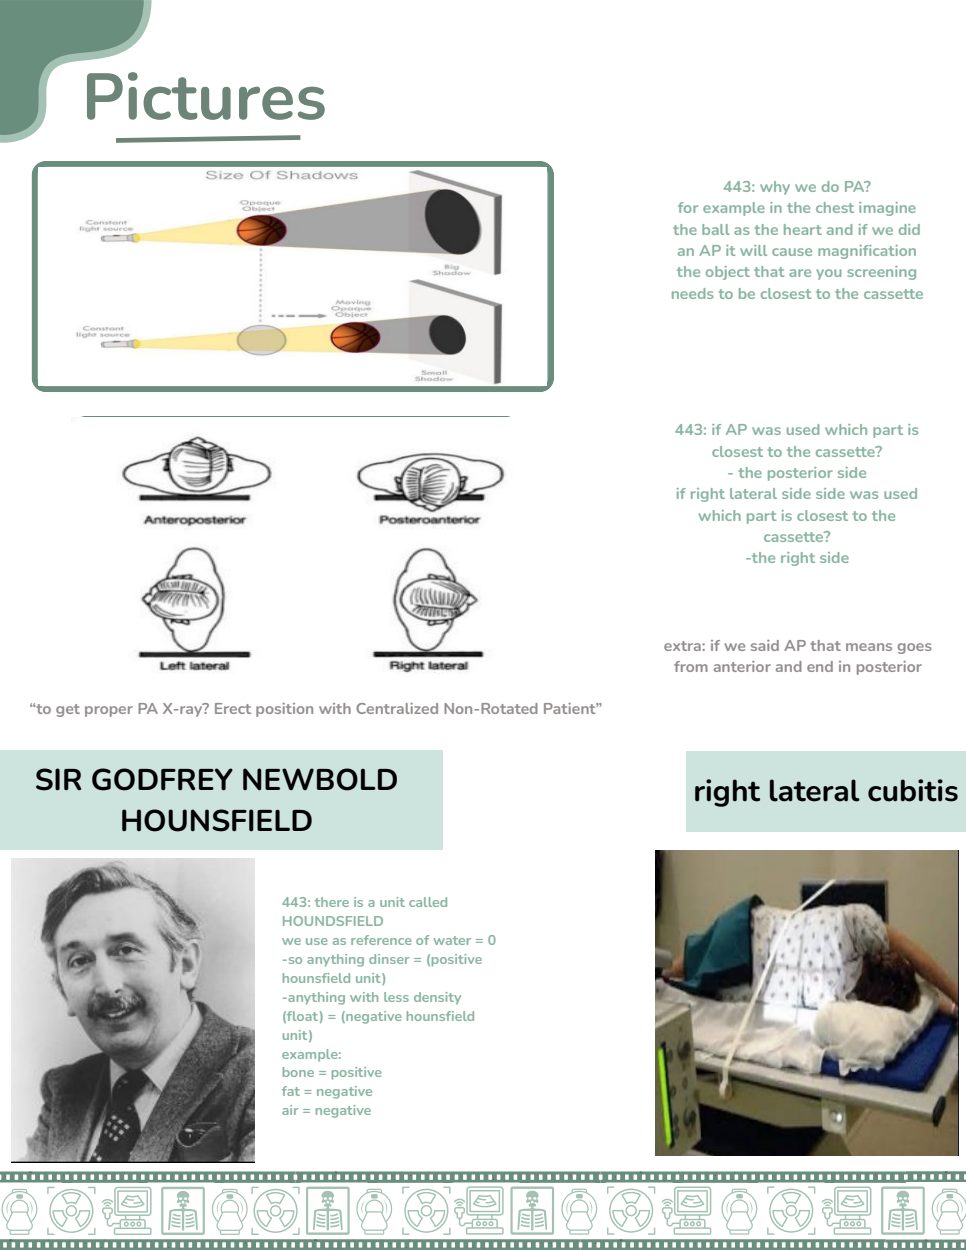 Pictures
Size Of Shadows
Opaque
Object
Constant
light source
Big
Shadow
Moving
Opaque
Object
Constant
light source
Small
Shadow
443: why we do PA?
for example in the chest imagine
the ball as the heart and if we did
an AP it will cause magnification
the object that are you screening
needs to be closest to the cassette
Anteroposterior
Posteroanterior
Left lateral
Right lateral
443: if AP was used which part is
closest to the cassette?
- the posterior side
if right lateral side side was used
which part is closest to the
cassette?
-the right side
extra: if we said AP that means goes
from anterior and end in posterior
“to get proper PA X-ray? Erect position with Centralized Non-Rotated Patient”
SIR GODFREY NEWBOLD
HOUNSFIELD
right lateral cubitis
443: there is a unit called
HOUNDSFIELD
we use as reference of water = 0
-so anything dinser = (positive
hounsfield unit)
-anything with less density
(float) = (negative hounsfield
unit)
example:
bone = positive
fat = negative
air = negative